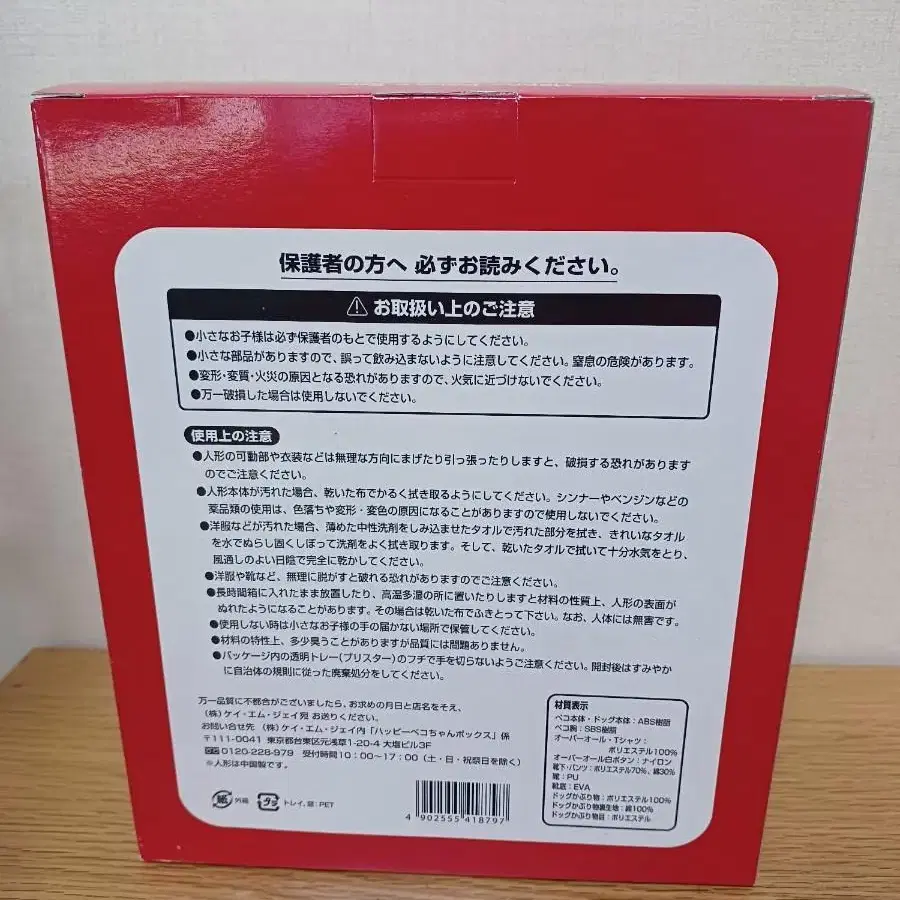 保護者の方へ 必ずお読みください。
⚠ お取扱い上のご注意
●小さなお子様は必ず保護者のもとで使用するようにしてください。
●小さな部品がありますので、誤って飲み込まないように注意してください。窒息の危険があります。
●変形・変質・火災の原因となる恐れがありますので、火気に近づけないでください。
●万一破損した場合は使用しないでください。
使用上の注意
●人形の可動部や衣装などは無理な方向にまげたり引っ張ったりしますと、破損する恐れがあります
のでご注意ください。
●人形本体が汚れた場合、乾いた布でかるく拭き取るようにしてください。シンナーやベンジンなどの
薬品類の使用は、色落ちや変形・変色の原因になることがありますので使用しないでください。
●洋服などが汚れた場合、薄めた中性洗剤をしみ込ませたタオルで汚れた部分を拭き、きれいなタオル
を水でぬらし固くしぼって洗剤をよく拭き取ります。そして、乾いたタオルで拭いて十分水気をとり、
風通しのよい日陰で完全に乾かしてください。
●洋服や靴など、無理に脱がすと破れる恐れがありますのでご注意ください。
●長時間箱に入れたまま放置したり、高温多湿の所に置いたりしますと材料の性質上、人形の表面が
ぬれたようになることがあります。その場合は乾いた布でふきとって下さい。なお、人体には無害です。
●使用しない時は小さなお子様の手の届かない場所で保管してください。
●材料の特性上、多少臭うことがありますが品質には問題ありません。
●パッケージ内の透明トレー(ブリスター)のフチで手を切らないようご注意ください。開封後はすみやか
に自治体の規則に従った廃棄処分をしてください。
万一品質に不都合がございましたら、お求めの月日と店名をそえ、
(株)ケイ・エム・ジェイ宛 お送りください。
お問い合せ先 (株)ケイ・エム・ジェイ内「ハッピーペコちゃんボックス」係
〒111-0041 東京都台東区元浅草1-20-4 大塩ビル3F
0120-228-979 受付時間10:00〜17:00(土・日・祝祭日を除く)
※人形は中国製です。
紙 外箱 プラ トレイ、蓋:PET
4 902555 418797
材質表示
ペコ本体・ドッグ本体:ABS樹脂
ペコ腕:SBS樹脂
オーバーオール・Tシャツ:
ポリエステル100%
オーバーオール白ボタン:ナイロン
靴下・パンツ:ポリエステル70%、綿30%
靴:PU
靴底:EVA
ドッグかぶり物:ポリエステル100%
ドッグかぶり物裏生地:綿100%
ドッグかぶり物目:ポリエステル